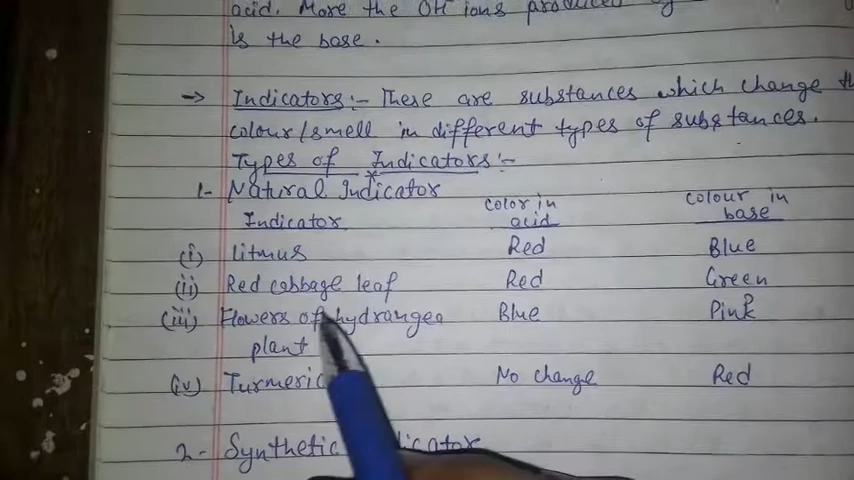 acid. More the OH ions produced by
is the base.
→ Indicators :- These are substances which change
colour/smell in different types of substances.
Types of Indicators :-
1- Natural Indicator
Indicator color in acid colour in base
(i) Litmus Red Blue
(ii) Red cabbage leaf Red Green
(iii) Flowers of hydrangea Blue Pink
plant
(iv) Turmeric No change Red
2- Synthetic